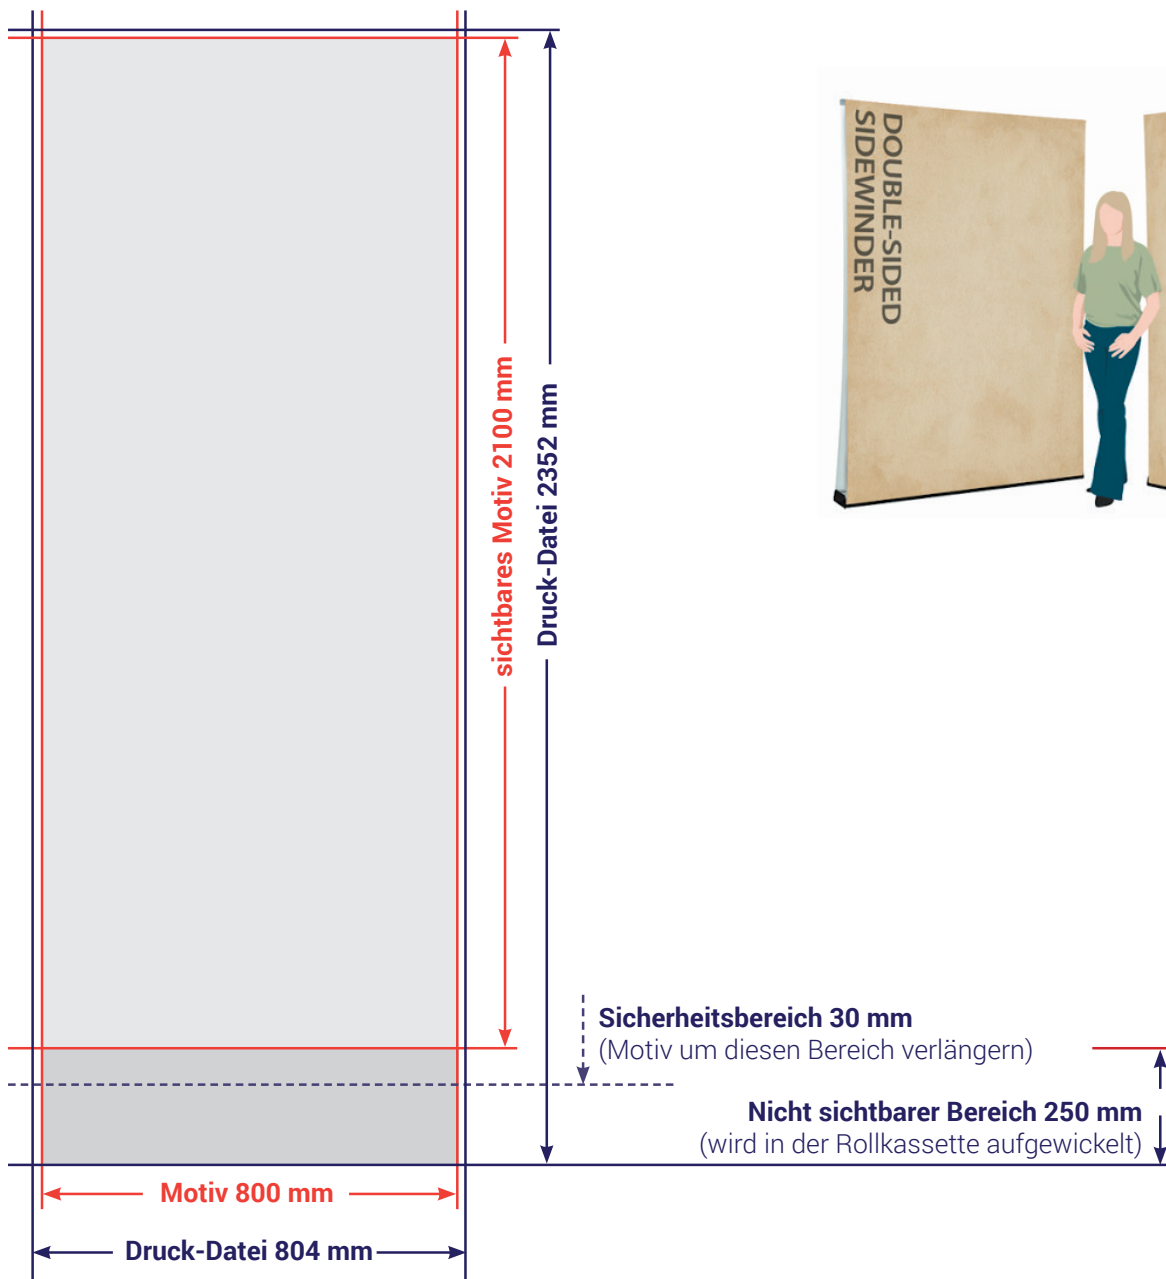 DOUBLE-SIDED
SIDEWINDER
sichtbares Motiv 2100 mm
Druck-Datei 2352 mm
Sicherheitsbereich 30 mm
(Motiv um diesen Bereich verlängern)
Nicht sichtbarer Bereich 250 mm
(wird in der Rollkassette aufgewickelt)
Motiv 800 mm
Druck-Datei 804 mm